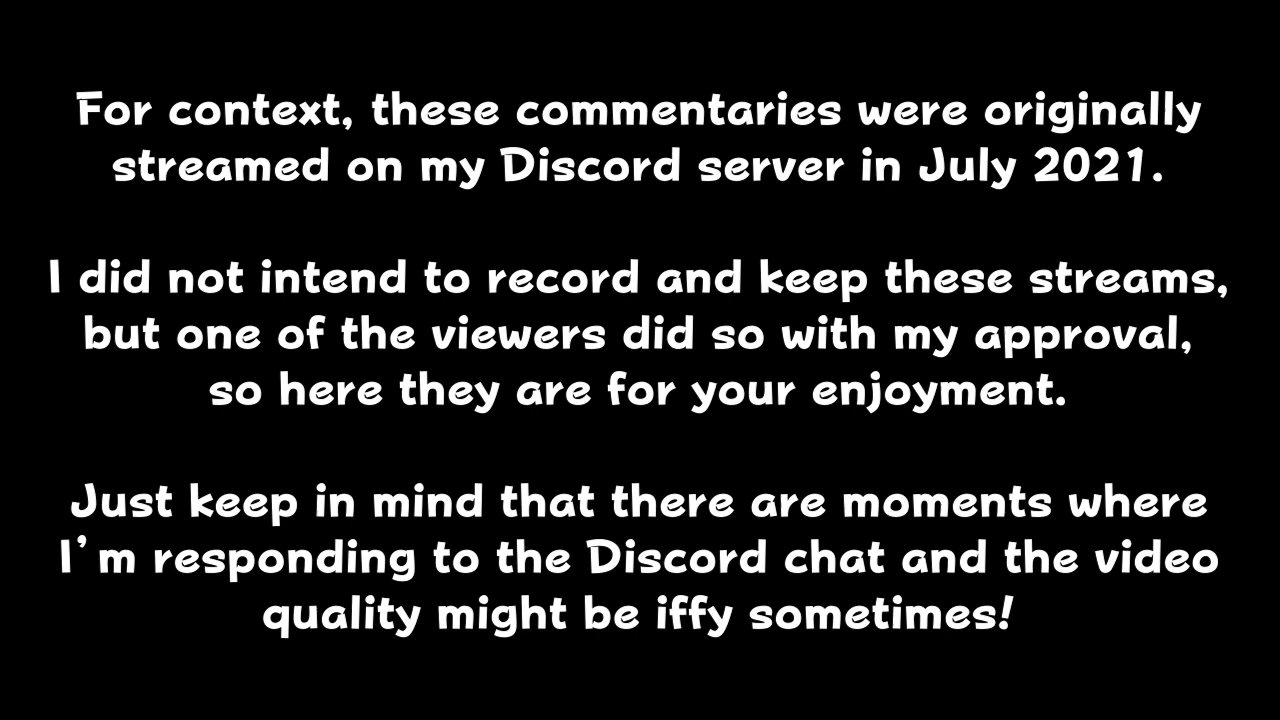 For context, these commentaries were originally
streamed on my Discord server in July 2021.
I did not intend to record and keep these streams,
but one of the viewers did so with my approval,
so here they are for your enjoyment.
Just keep in mind that there are moments where
I'm responding to the Discord chat and the video
quality might be iffy sometimes!